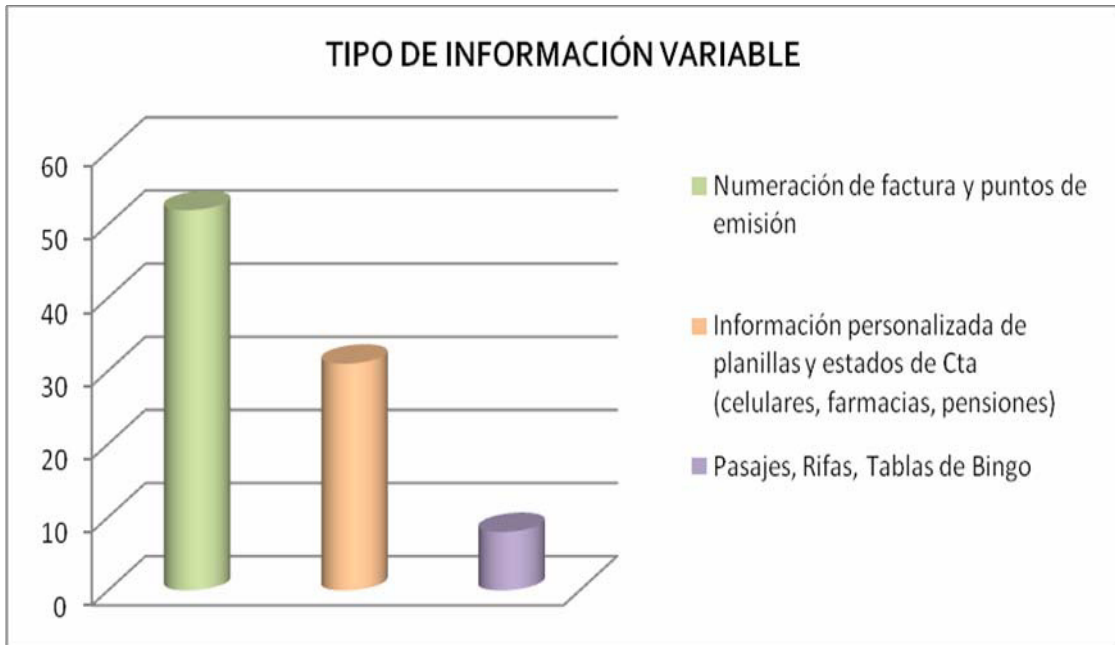 TIPO DE INFORMACIÓN VARIABLE
60
50
40
30
20
10
0
Numeración de factura y puntos de
emisión
Información personalizada de
planillas y estados de Cta
(celulares, farmacias, pensiones)
Pasajes, Rifas, Tablas de Bingo